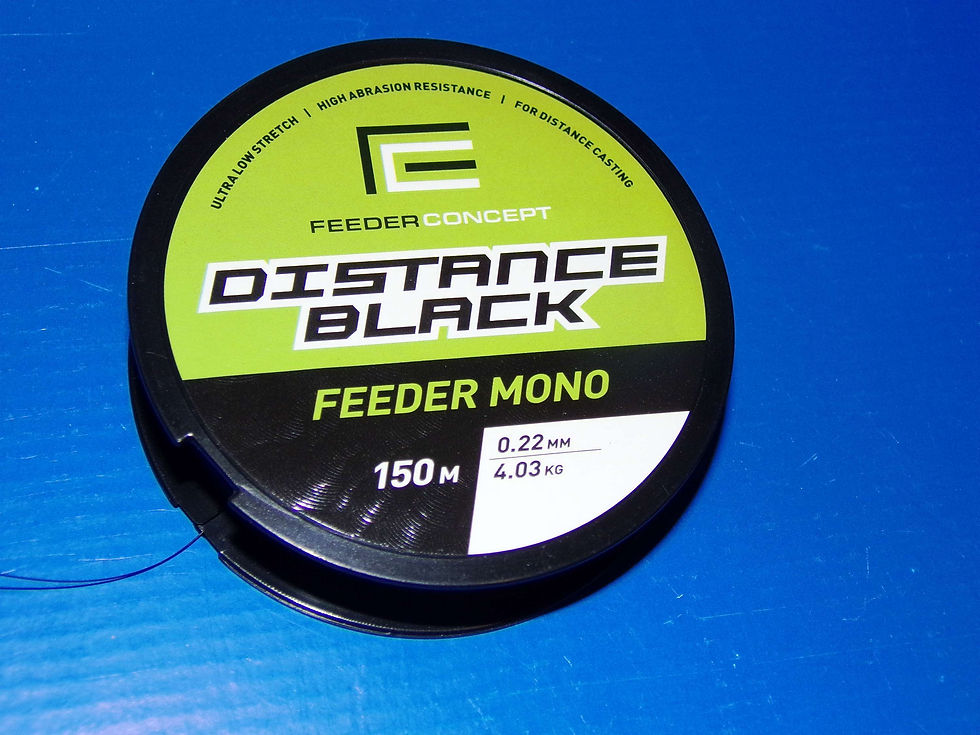 ULTRA LOW STRETCH | HIGH ABRASION RESISTANCE | FOR DISTANCE CASTING
FEEDER CONCEPT
DISTANCE
BLACK
FEEDER MONO
150 M
0.22 MM
4.03 KG